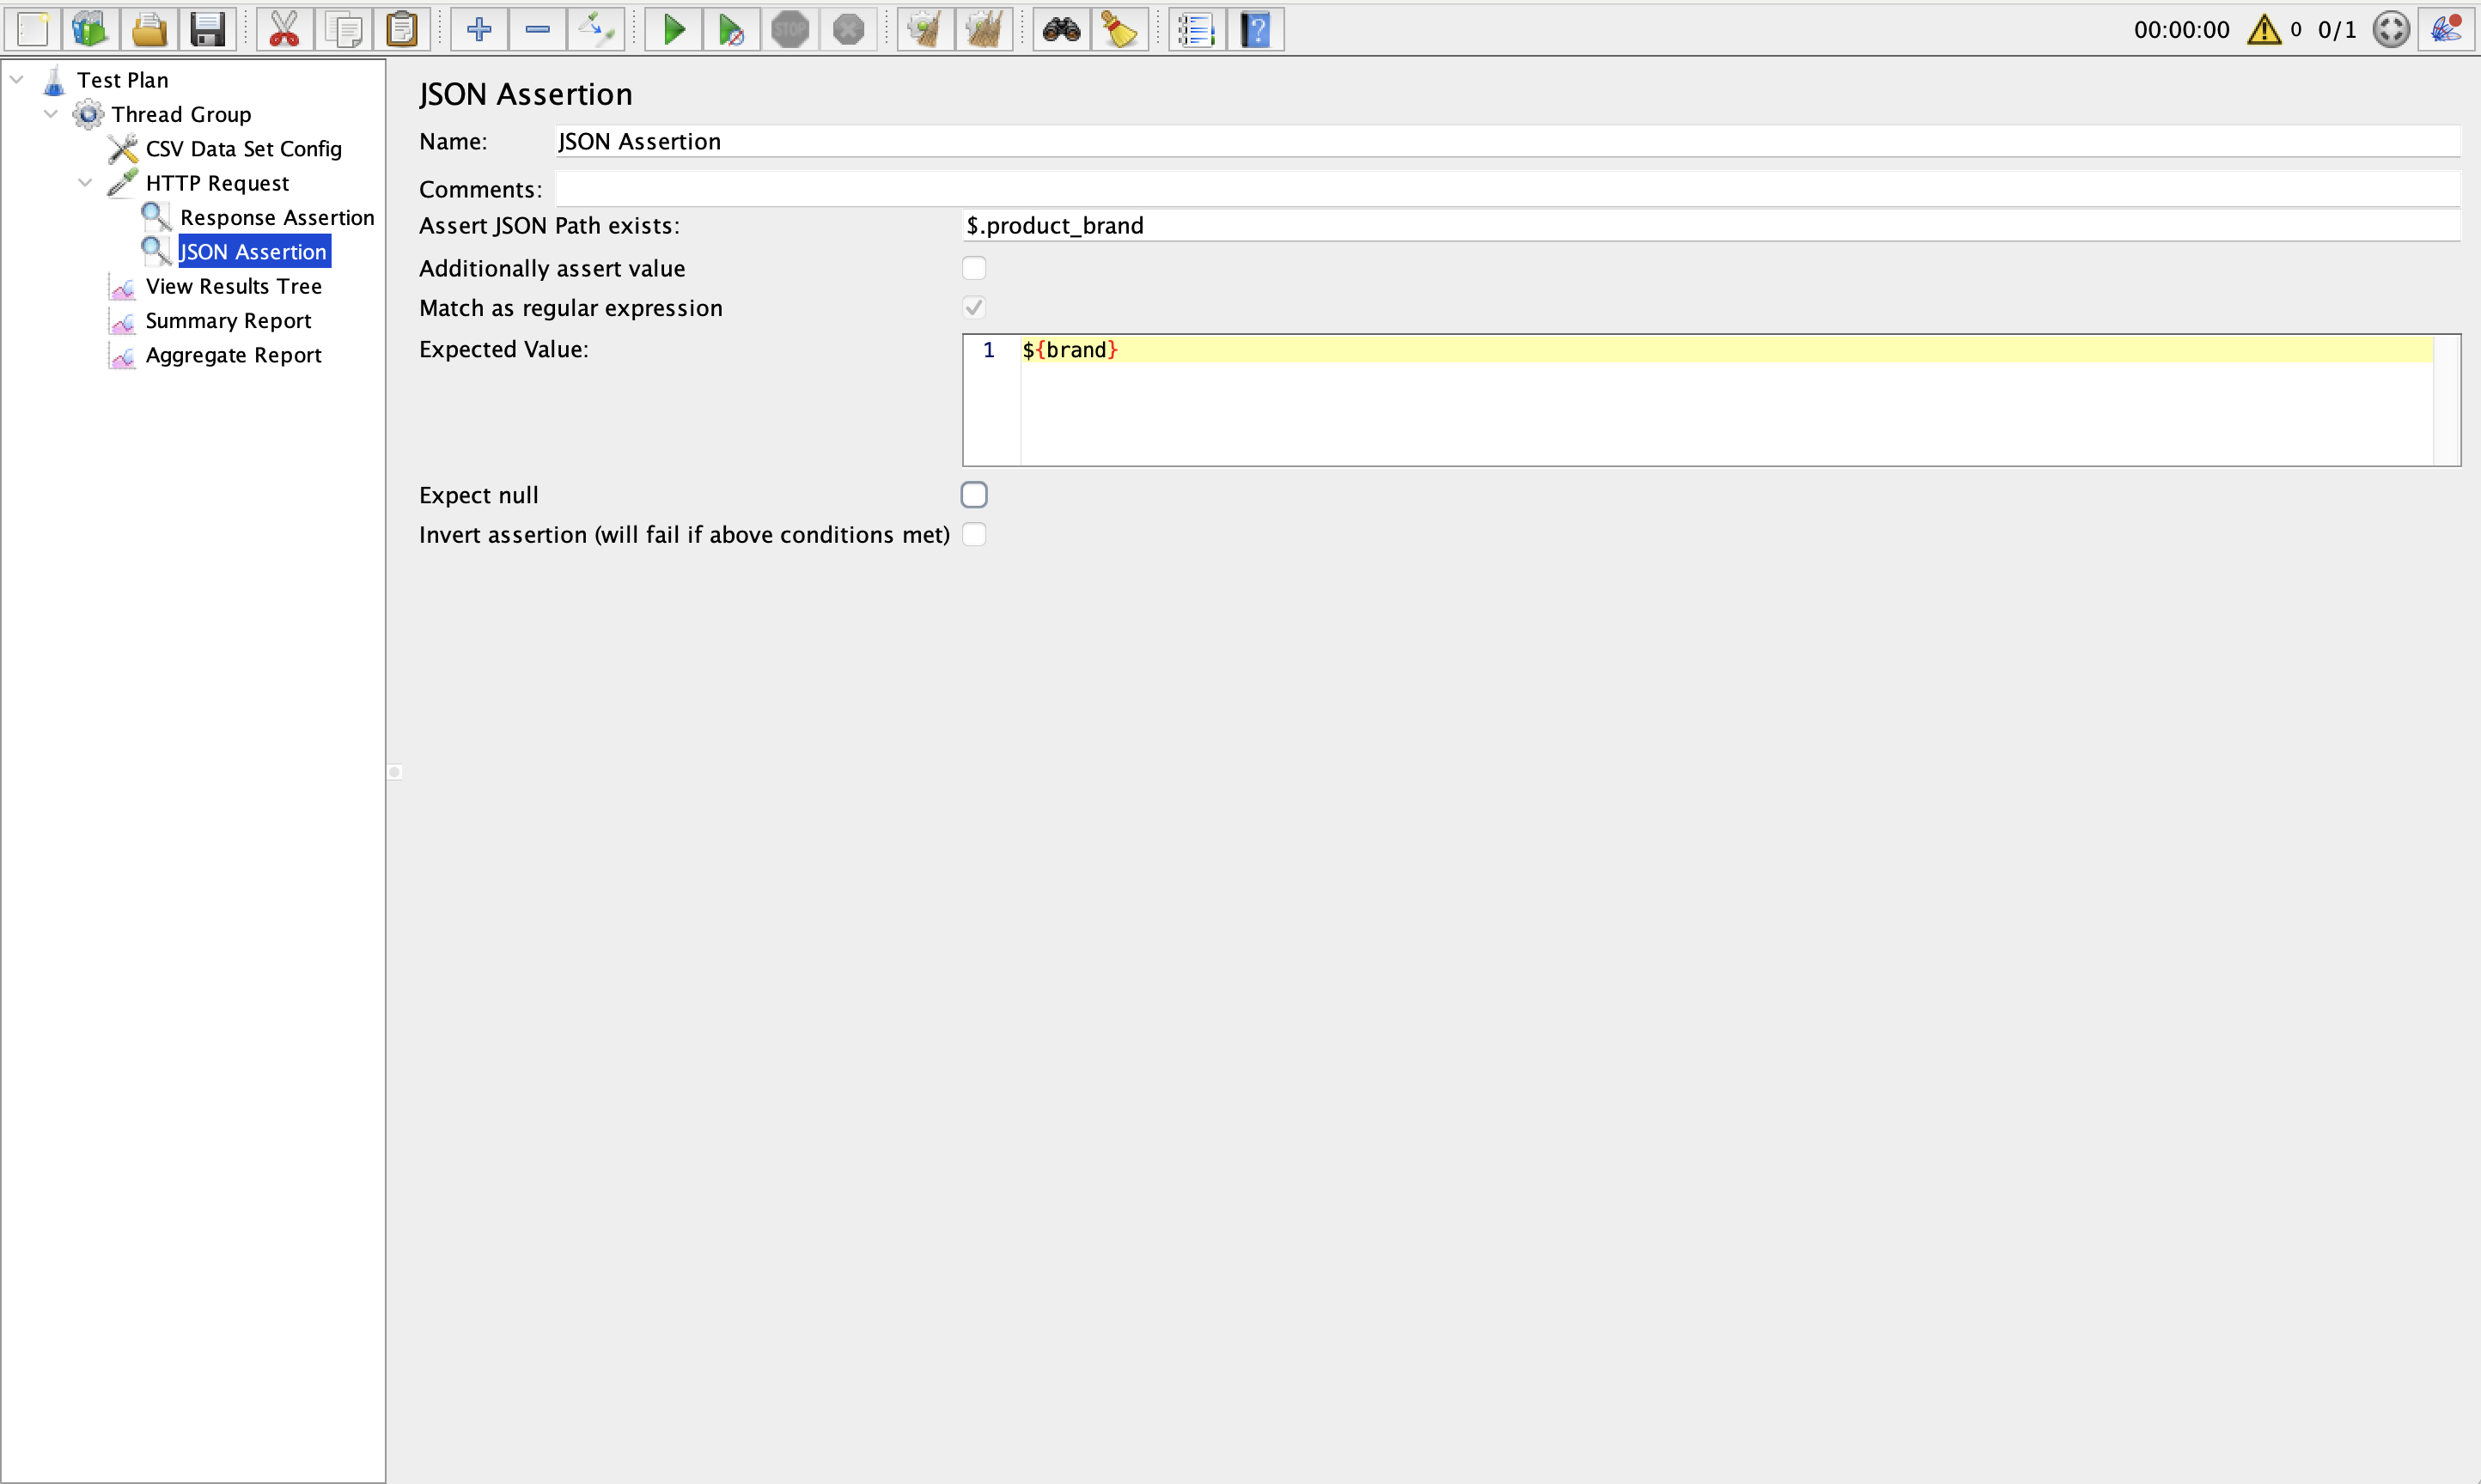 STOP
?
00:00:00
0
0/1
Test Plan
Thread Group
CSV Data Set Config
HTTP Request
Response Assertion
JSON Assertion
View Results Tree
Summary Report
Aggregate Report
JSON Assertion
Name: JSON Assertion
Comments:
Assert JSON Path exists: $.product_brand
Additionally assert value
Match as regular expression
Expected Value: 1 ${brand}
Expect null
Invert assertion (will fail if above conditions met)